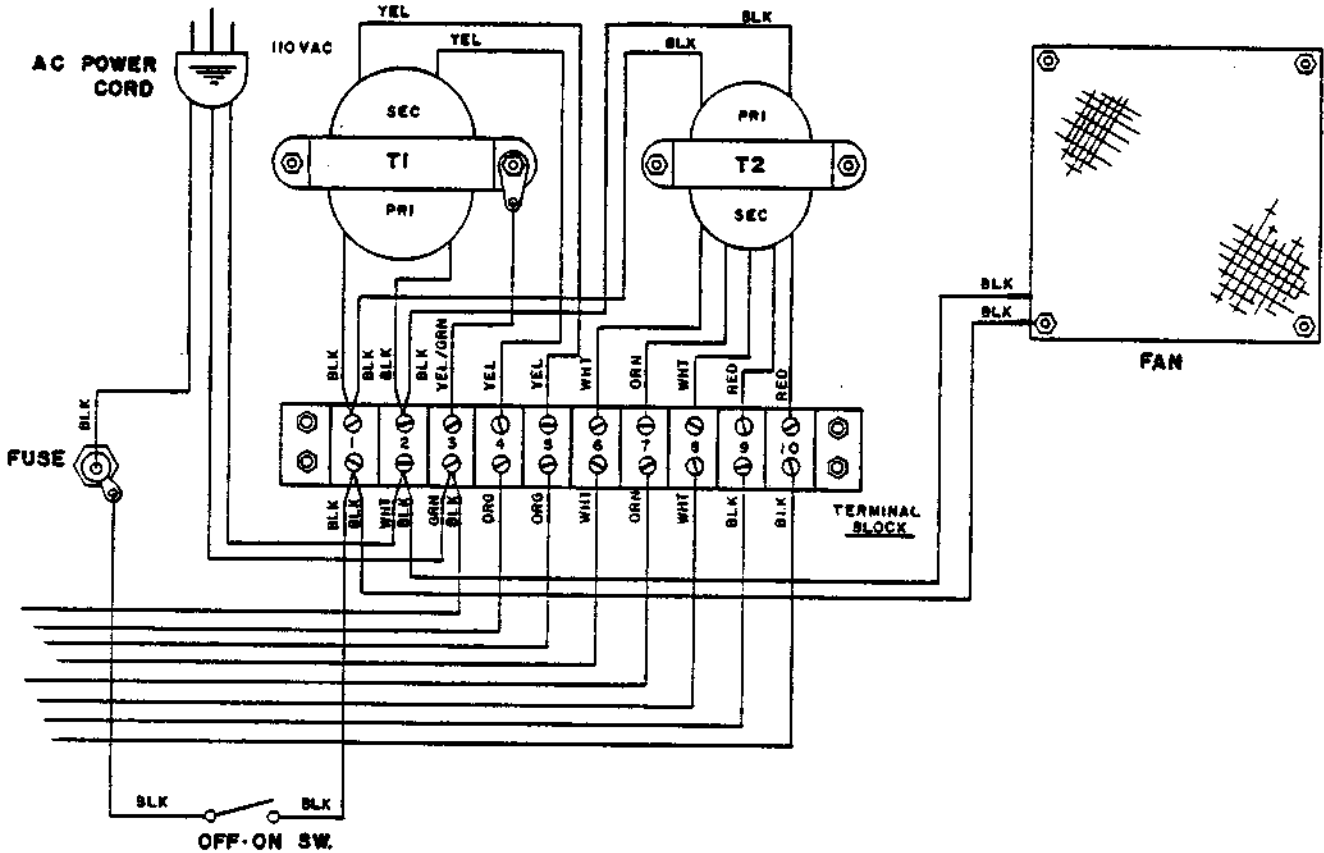 YEL
BLK
110 VAC
YEL
BLK
AC POWER
CORD
SEC
PRI
T1
T2
PRI
SEC
BLK
BLK
FAN
BLK
BLK
BLK
BLK
BLK
YEL/GRN
YEL
YEL
WHT
ORN
WHT
RED
RED
FUSE
1
2
3
4
5
6
7
8
9
10
BLK
BLK
WHT
BLK
GRN
BLK
ORG
ORG
WHT
ORN
WHT
BLK
BLK
TERMINAL
BLOCK
BLK
BLK
OFF-ON SW.